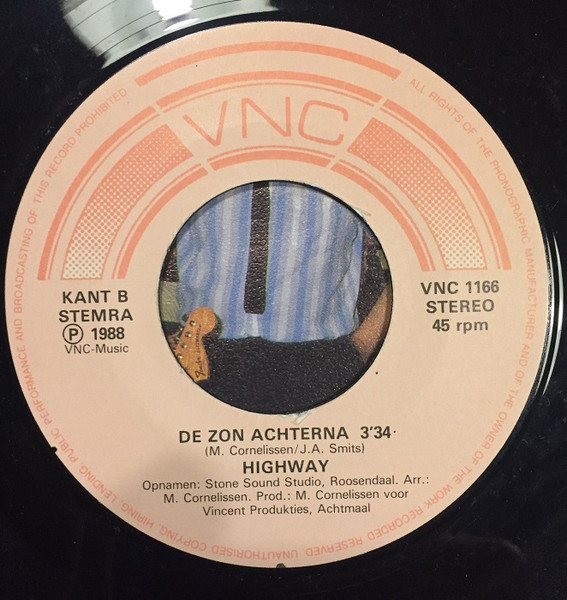 VNC
ALL RIGHTS OF THE PHONOGRAPHIC MANUFACTURER AND OF THE OWNER OF THE WORK RECORDED RESERVED. UNAUTHORISED COPYING, HIRING, LENDING, PUBLIC PERFORMANCE AND BROADCASTING OF THIS RECORD PROHIBITED
KANT B
STEMRA
Ⓟ 1988
VNC-Music
VNC 1166
STEREO
45 rpm
DE ZON ACHTERNA 3'34
(M. Cornelissen/J.A. Smits)
HIGHWAY
Opnamen: Stone Sound Studio, Roosendaal. Arr.:
M. Cornelissen. Prod.: M. Cornelissen voor
Vincent Produkties, Achtmaal